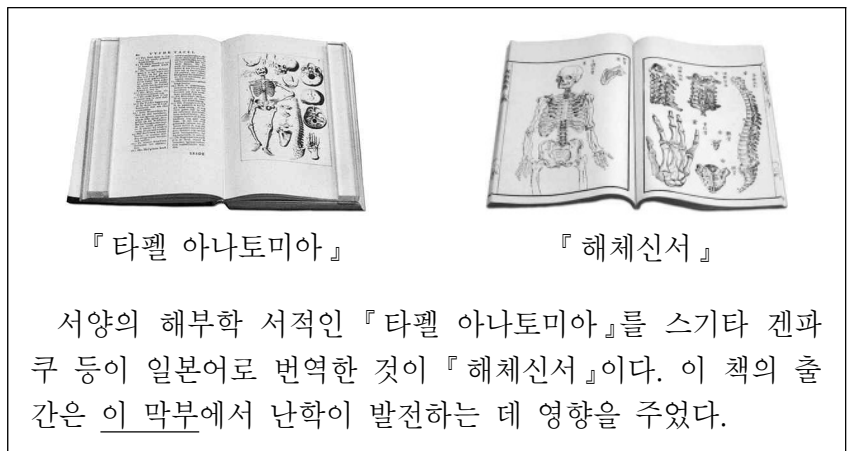 『타펠 아나토미아』
『해체신서』
서양의 해부학 서적인 『타펠 아나토미아』를 스기타 겐파
쿠 등이 일본어로 번역한 것이 『해체신서』이다. 이 책의 출
간은 이 막부에서 난학이 발전하는 데 영향을 주었다.